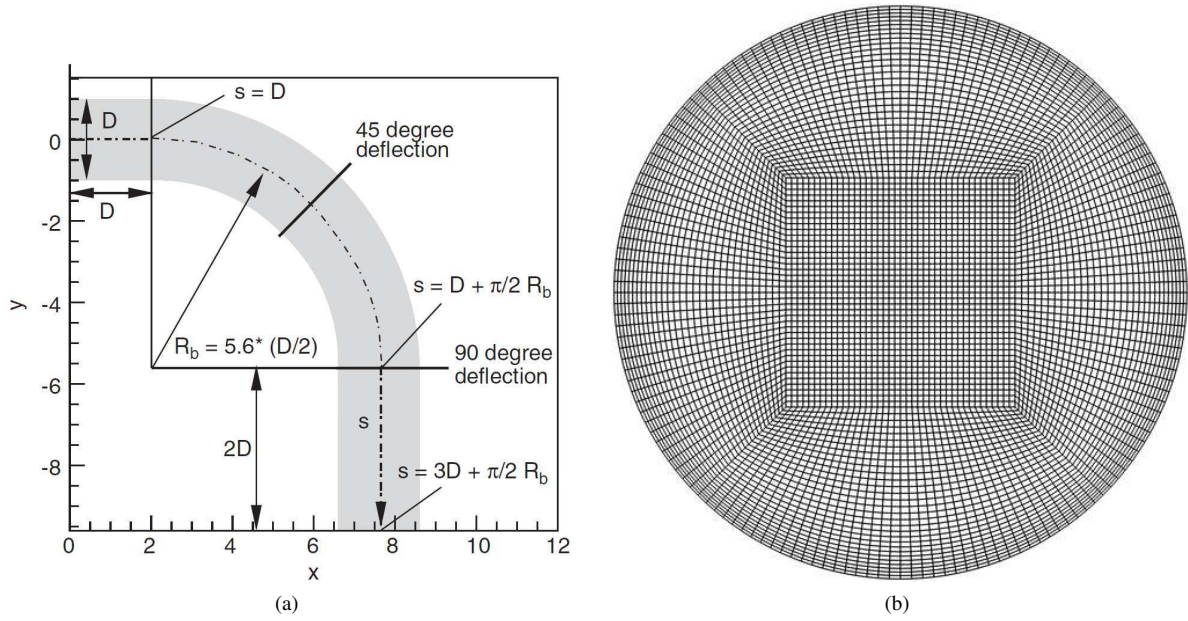 s = D
45 degree
deflection
D
D
s = D + π/2 R_b
R_b = 5.6* (D/2)
90 degree
deflection
2D
s
s = 3D + π/2 R_b
y
0
-2
-4
-6
-8
0 2 4 6 8 10 12
x
(a)
(b)